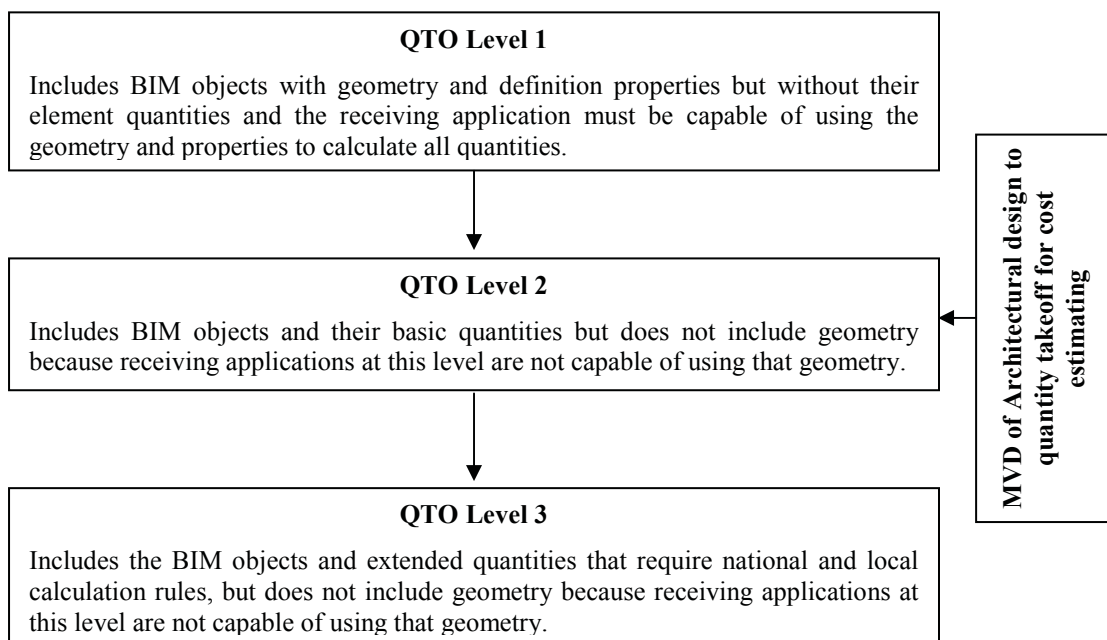 QTO Level 1
Includes BIM objects with geometry and definition properties but without their
element quantities and the receiving application must be capable of using the
geometry and properties to calculate all quantities.
QTO Level 2
Includes BIM objects and their basic quantities but does not include geometry
because receiving applications at this level are not capable of using that geometry.
QTO Level 3
Includes the BIM objects and extended quantities that require national and local
calculation rules, but does not include geometry because receiving applications at
this level are not capable of using that geometry.
MVD of Architectural design to
quantity takeoff for cost
estimating